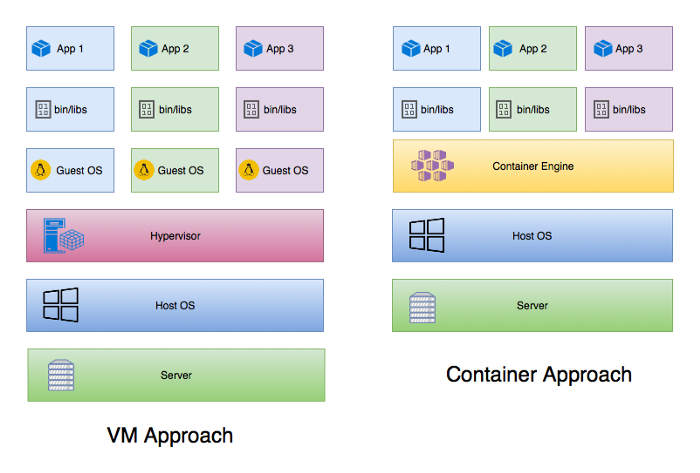 App 1
App 2
App 3
bin/libs
bin/libs
bin/libs
Guest OS
Guest OS
Guest OS
Hypervisor
Host OS
Server
VM Approach
App 1
App 2
App 3
bin/libs
bin/libs
bin/libs
Container Engine
Host OS
Server
Container Approach